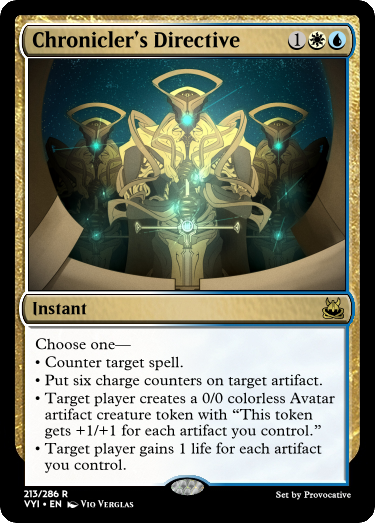 Chronicler's Directive 1
Instant
Choose one—
• Counter target spell.
• Put six charge counters on target artifact.
• Target player creates a 0/0 colorless Avatar
artifact creature token with “This token
gets +1/+1 for each artifact you control.”
• Target player gains 1 life for each artifact
you control.
213/286 R
VYI • EN Vio Verglas
Set by Provocative